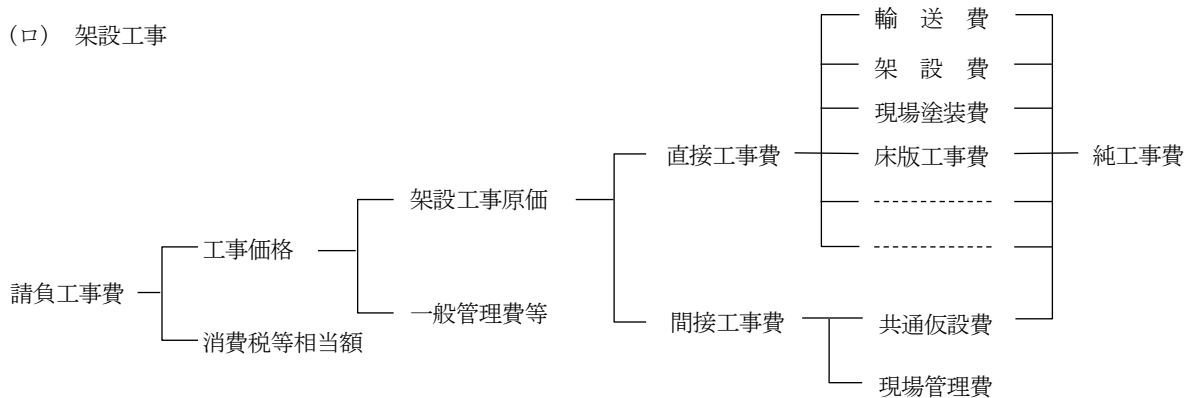 (ロ) 架設工事
輸 送 費
架 設 費
現場塗装費
直接工事費
床版工事費
純工事費
架設工事原価
工事価格
請負工事費
一般管理費等
間接工事費
共通仮設費
消費税等相当額
現場管理費